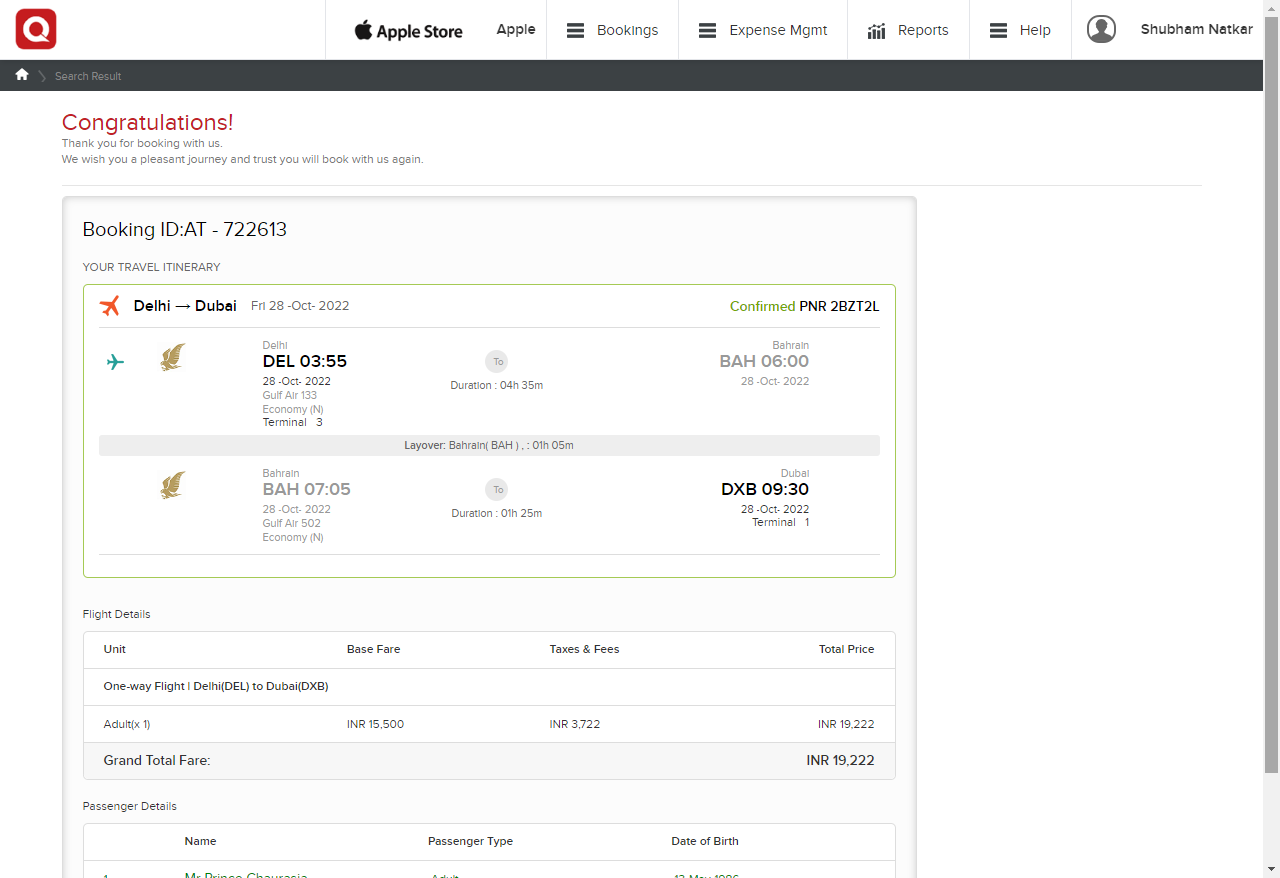 Q
Apple Store
Apple
Bookings
Expense Mgmt
Reports
Help
Shubham Natkar
Search Result
Congratulations!
Thank you for booking with us.
We wish you a pleasant journey and trust you will book with us again.
Booking ID:AT - 722613
YOUR TRAVEL ITINERARY
Delhi → Dubai Fri 28 -Oct- 2022 Confirmed PNR 2BZT2L
Delhi
DEL 03:55
28 -Oct- 2022
Gulf Air 133
Economy (N)
Terminal 3
To
Duration : 04h 35m
Bahrain
BAH 06:00
28 -Oct- 2022
Layover: Bahrain( BAH ) , : 01h 05m
Bahrain
BAH 07:05
28 -Oct- 2022
Gulf Air 502
Economy (N)
To
Duration : 01h 25m
Dubai
DXB 09:30
28 -Oct- 2022
Terminal 1
Flight Details
Unit Base Fare Taxes & Fees Total Price
One-way Flight | Delhi(DEL) to Dubai(DXB)
Adult(x 1) INR 15,500 INR 3,722 INR 19,222
Grand Total Fare: INR 19,222
Passenger Details
Name Passenger Type Date of Birth
1 Mr Prince Chaurasia Adult 13 May 1986